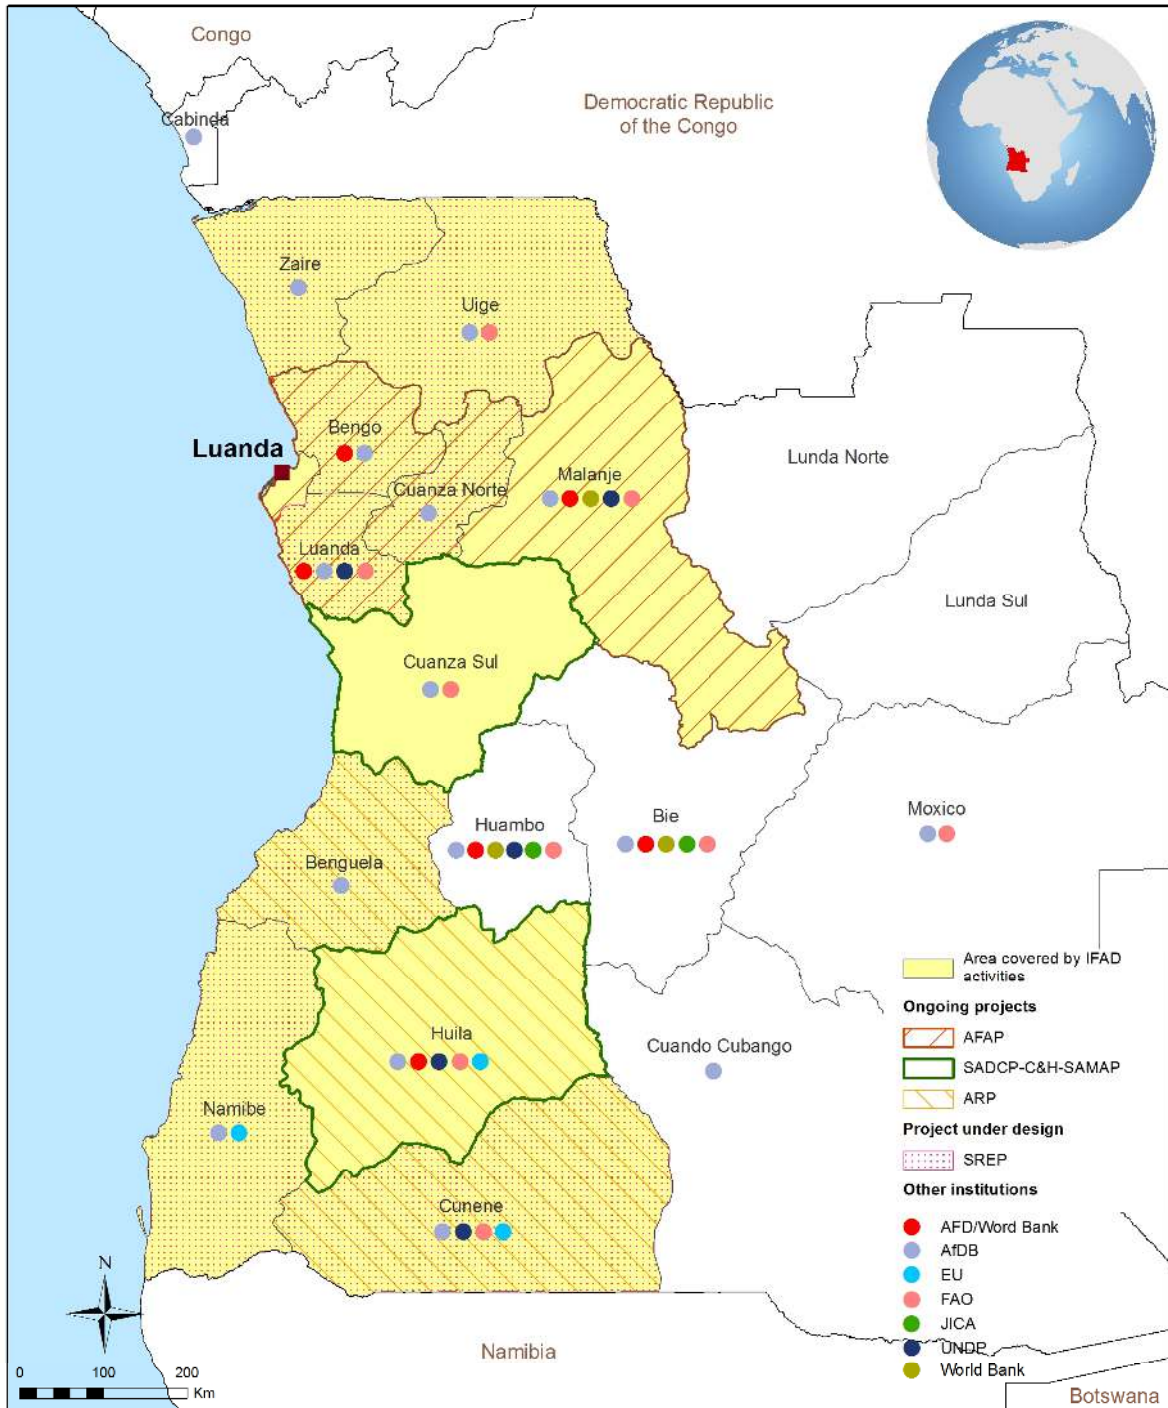 Congo
Cabinda
Democratic Republic
of the Congo
Zaire
Uige
Bengo
Luanda
Lunda Norte
Malanje
Cuanza Norte
Luanda
Lunda Sul
Cuanza Sul
Moxico
Bie
Huambo
Benguela
Area covered by IFAD
activities
Ongoing projects
AFAP
SADCP-C&H-SAMAP
ARP
Project under design
SREP
Other institutions
AFD/Word Bank
AfDB
EU
FAO
JICA
UNDP
World Bank
Huila
Cuando Cubango
Namibe
Cunene
N
Namibia
0 100 200
Km
Botswana